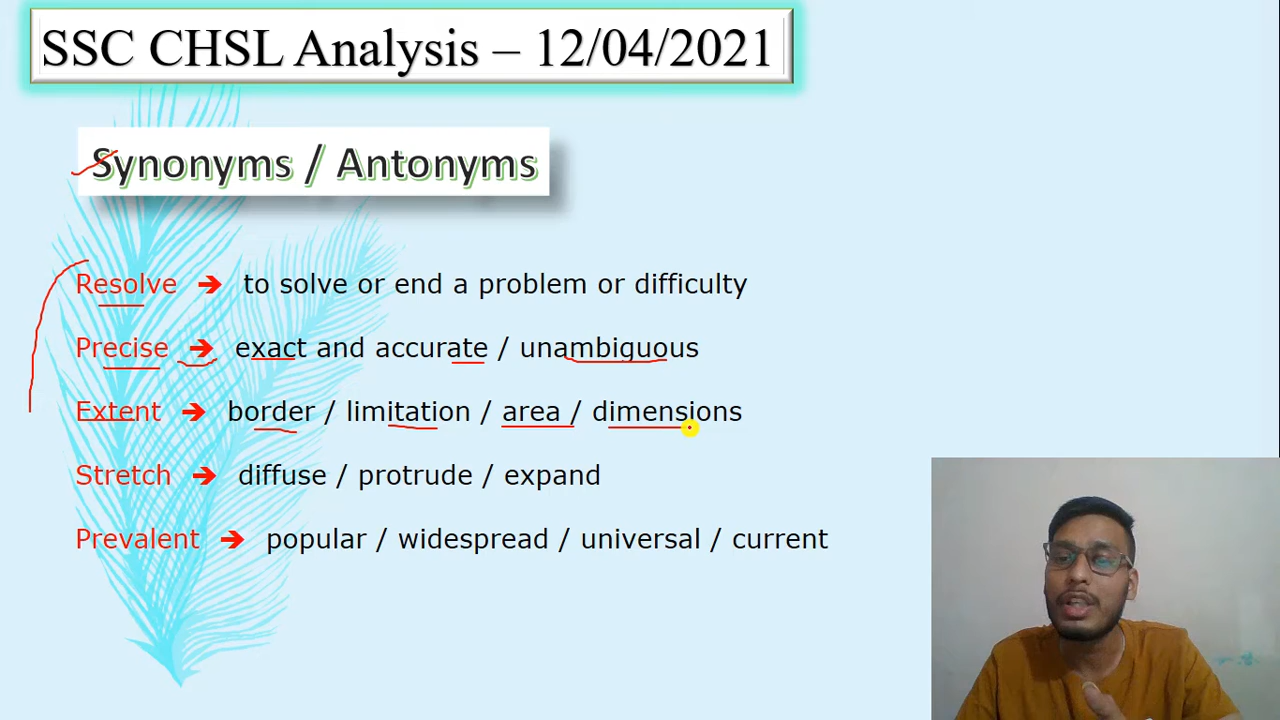 SSC CHSL Analysis – 12/04/2021
Synonyms / Antonyms
Resolve ➔ to solve or end a problem or difficulty
Precise ➔ exact and accurate / unambiguous
Extent ➔ border / limitation / area / dimensions
Stretch ➔ diffuse / protrude / expand
Prevalent ➔ popular / widespread / universal / current